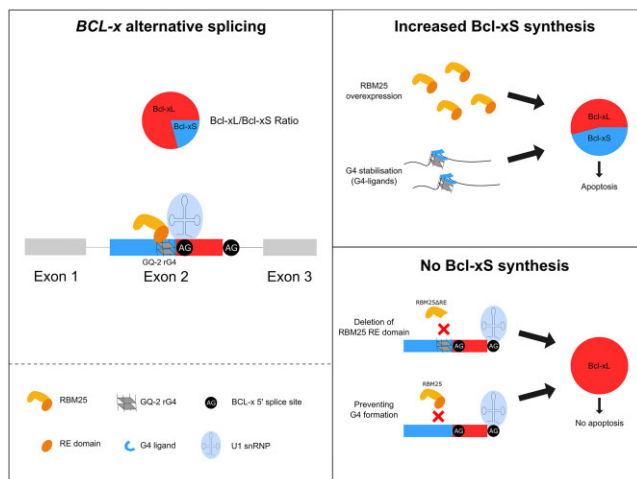 BCL-x alternative splicing
Bcl-xL
Bcl-xS
Bcl-xL/Bcl-xS Ratio
AG
AG
GQ-2 rG4
Exon 1
Exon 2
Exon 3
RBM25
GQ-2 rG4
AG
BCL-x 5' splice site
RE domain
G4 ligand
U1 snRNP
Increased Bcl-xS synthesis
RBM25
overexpression
G4 stabilisation
(G4-ligands)
Bcl-xL
Bcl-xS
Apoptosis
No Bcl-xS synthesis
Deletion of
RBM25 RE domain
RBM25ΔRE
AG
AG
Preventing
G4 formation
RBM25
AG
AG
Bcl-xL
No apoptosis